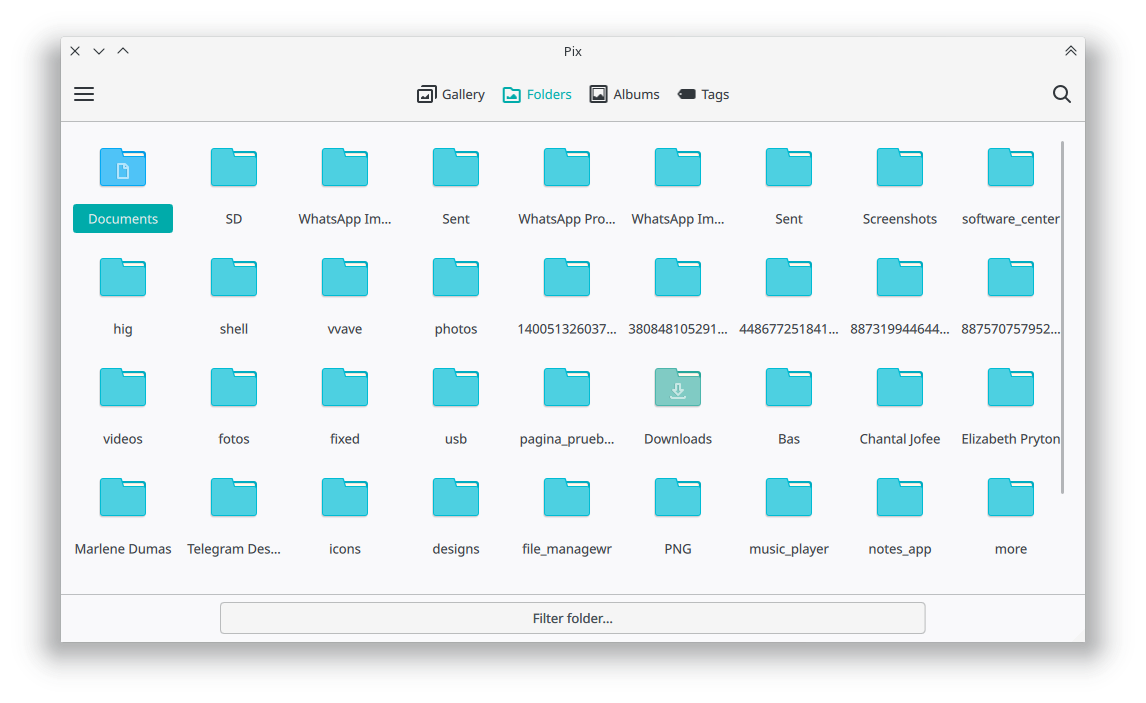 Pix
Gallery Folders Albums Tags
Documents SD WhatsApp Im... Sent WhatsApp Pro... WhatsApp Im... Sent Screenshots software_center
hig shell vvave photos 140051326037... 380848105291... 448677251841... 887319944644... 887570757952...
videos fotos fixed usb pagina_prueb... Downloads Bas Chantal Jofee Elizabeth Pryton
Marlene Dumas Telegram Des... icons designs file_managewr PNG music_player notes_app more
Filter folder...